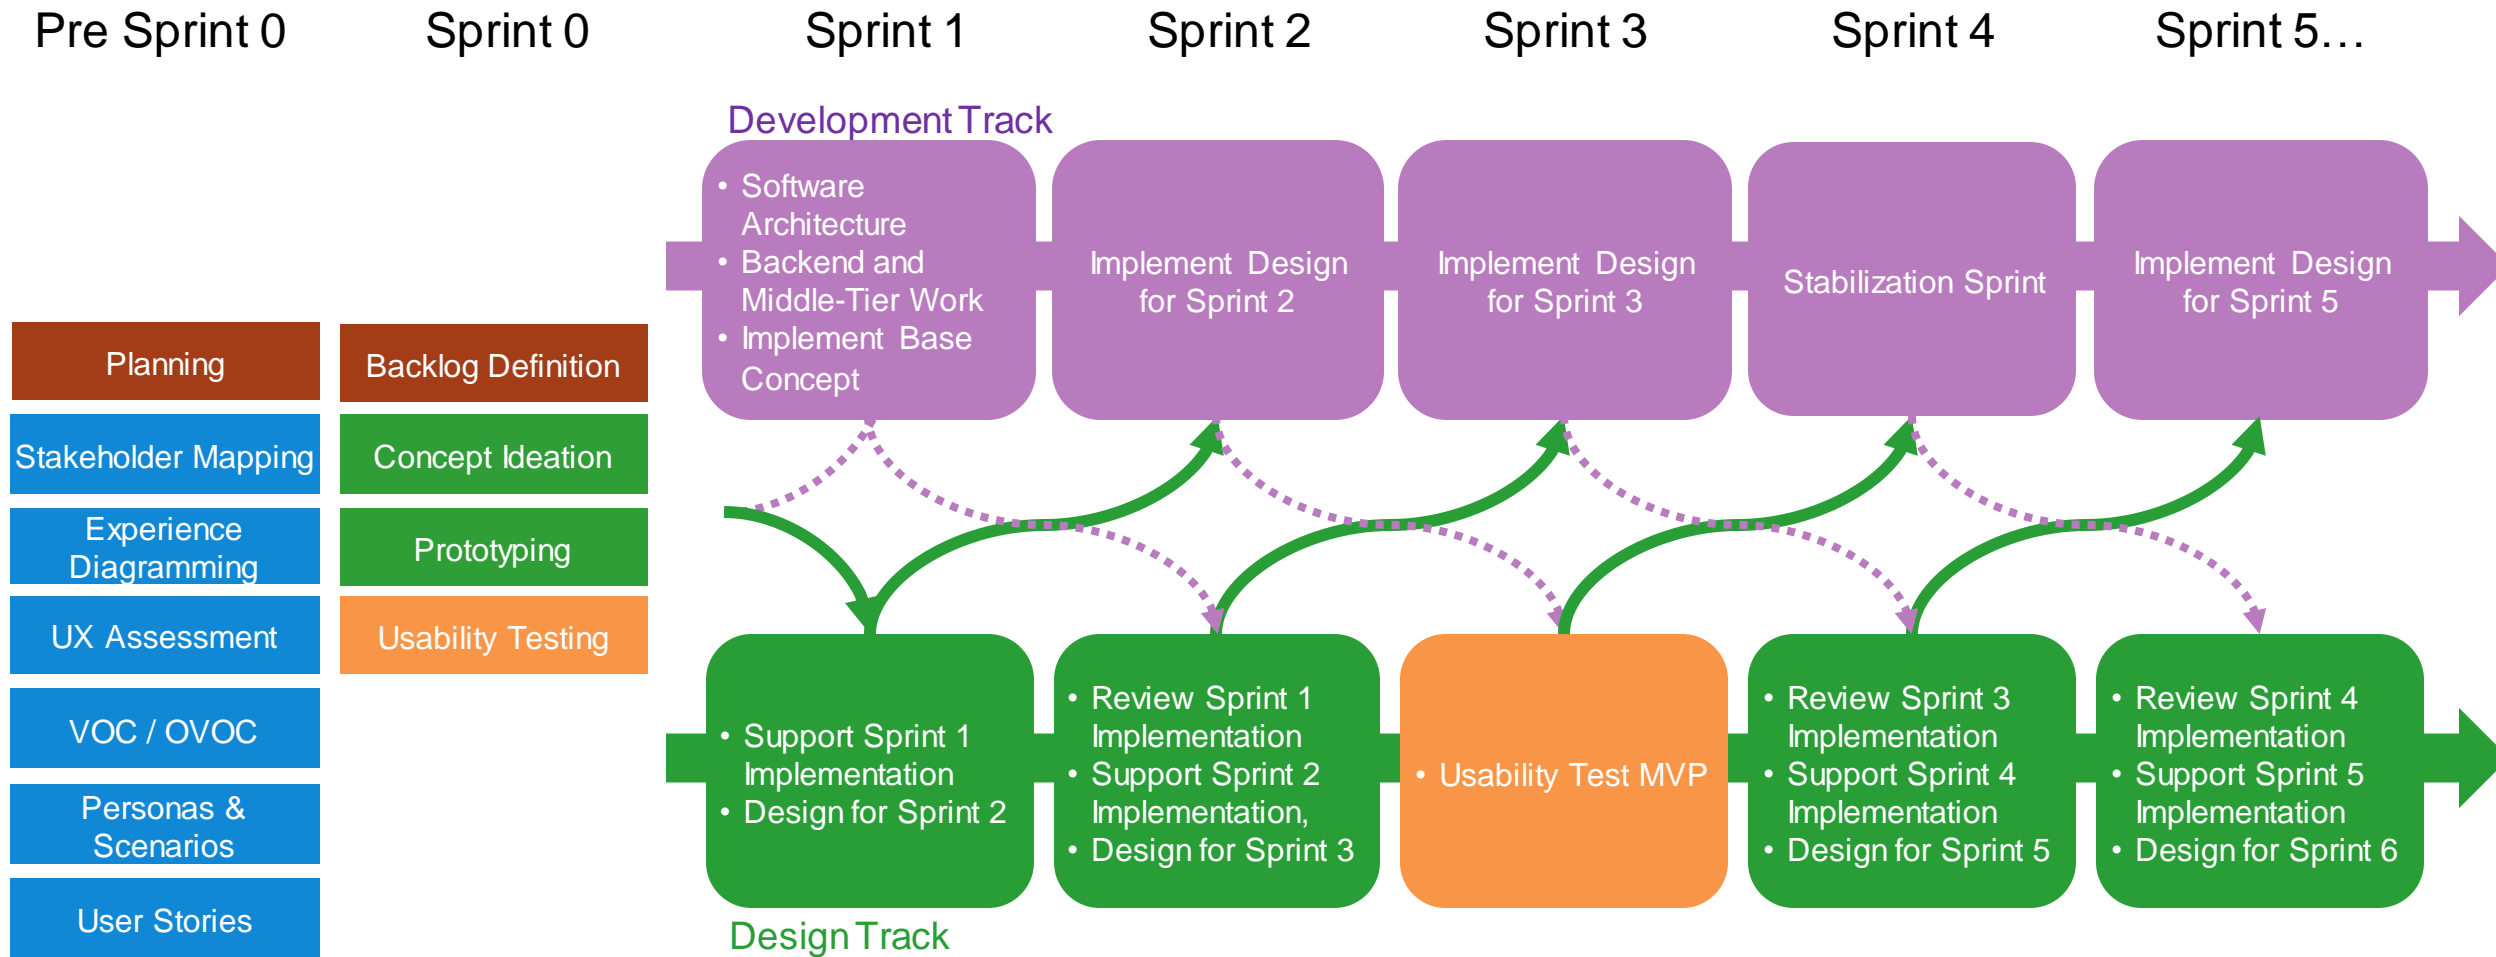 Pre Sprint 0
Sprint 0
Sprint 1
Sprint 2
Sprint 3
Sprint 4
Sprint 5…
Planning
Stakeholder Mapping
Experience
Diagramming
UX Assessment
VOC / OVOC
Personas &
Scenarios
User Stories
Backlog Definition
Concept Ideation
Prototyping
Usability Testing
Development Track
• Software
Architecture
• Backend and
Middle-Tier Work
• Implement Base
Concept
Implement Design
for Sprint 2
Implement Design
for Sprint 3
Stabilization Sprint
Implement Design
for Sprint 5
• Support Sprint 1
Implementation
• Design for Sprint 2
• Review Sprint 1
Implementation
• Support Sprint 2
Implementation,
• Design for Sprint 3
• Usability Test MVP
• Review Sprint 3
Implementation
• Support Sprint 4
Implementation
• Design for Sprint 5
• Review Sprint 4
Implementation
• Support Sprint 5
Implementation
• Design for Sprint 6
Design Track